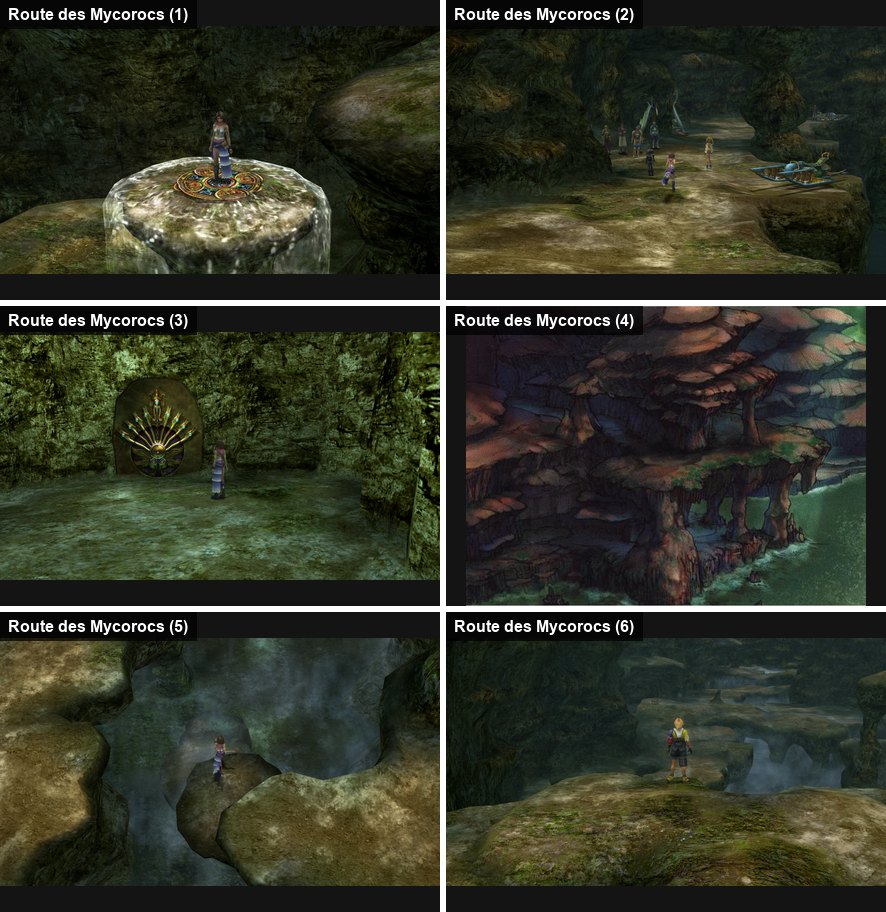 Route des Mycorocs (1)
Route des Mycorocs (2)
Route des Mycorocs (3)
Route des Mycorocs (4)
Route des Mycorocs (5)
Route des Mycorocs (6)